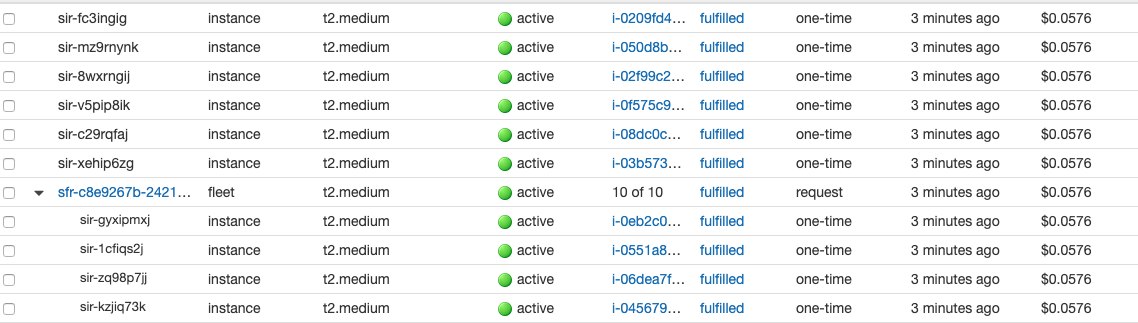 sir-fc3ingig instance t2.medium active i-0209fd4... fulfilled one-time 3 minutes ago $0.0576
sir-mz9rnynk instance t2.medium active i-050d8b... fulfilled one-time 3 minutes ago $0.0576
sir-8wxrngij instance t2.medium active i-02f99c2... fulfilled one-time 3 minutes ago $0.0576
sir-v5pip8ik instance t2.medium active i-0f575c9... fulfilled one-time 3 minutes ago $0.0576
sir-c29rqfaj instance t2.medium active i-08dc0c... fulfilled one-time 3 minutes ago $0.0576
sir-xehip6zg instance t2.medium active i-03b573... fulfilled one-time 3 minutes ago $0.0576
sfr-c8e9267b-2421... fleet t2.medium active 10 of 10 fulfilled request 3 minutes ago $0.0576
sir-gyxipmxj instance t2.medium active i-0eb2c0... fulfilled one-time 3 minutes ago $0.0576
sir-1cfiqs2j instance t2.medium active i-0551a8... fulfilled one-time 3 minutes ago $0.0576
sir-zq98p7jj instance t2.medium active i-06dea7f... fulfilled one-time 3 minutes ago $0.0576
sir-kzjiq73k instance t2.medium active i-045679... fulfilled one-time 3 minutes ago $0.0576